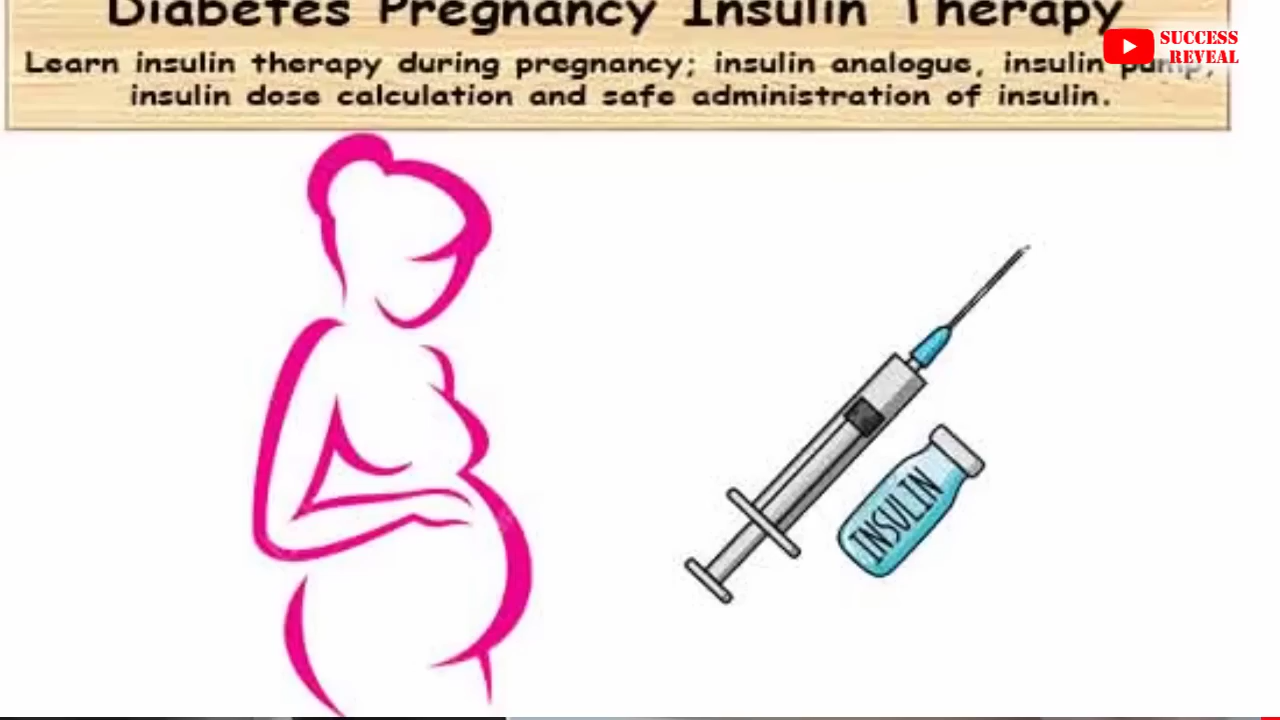 Diabetes Pregnancy Insulin Therapy
SUCCESS
REVEAL
Learn insulin therapy during pregnancy; insulin analogue, insulin pump,
insulin dose calculation and safe administration of insulin.
INSULIN